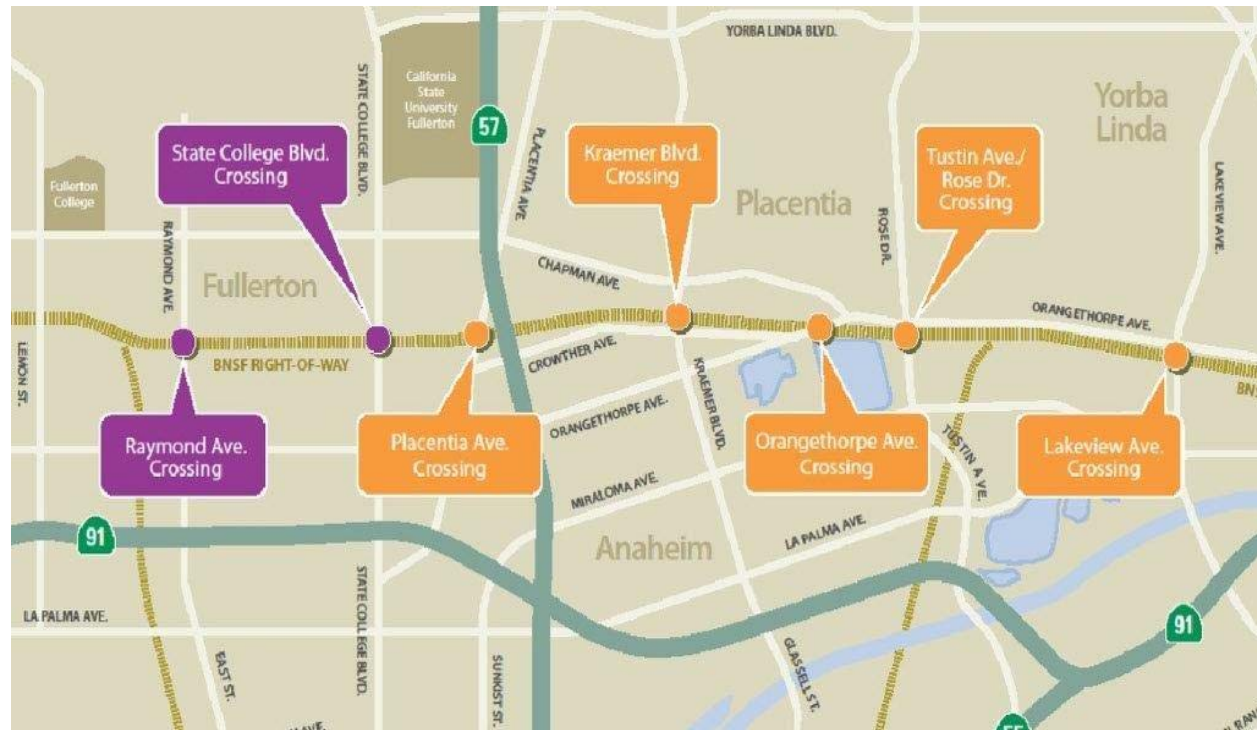 YORBA LINDA BLVD.
California
State
University
Fullerton
STATE COLLEGE BLVD.
57
PLACENTIA AVE.
Yorba
Linda
State College Blvd.
Crossing
Kraemer Blvd.
Crossing
Tustin Ave./
Rose Dr.
Crossing
Fullerton
College
RAYMOND AVE.
Placentia
ROSE DR.
LAKEVIEW AVE.
Fullerton
CHAPMAN AVE.
ORANGETHORPE AVE.
LEMON ST.
BNSF RIGHT-OF-WAY
CROWTHER AVE.
KRAEMER BLVD.
ORANGETHORPE AVE.
Raymond Ave.
Crossing
Placentia Ave.
Crossing
Orangethorpe Ave.
Crossing
Lakeview Ave.
Crossing
TUSTIN AVE.
MIRALOMA AVE.
91
Anaheim
LA PALMA AVE.
LA PALMA AVE.
STATE COLLEGE BLVD.
EAST ST.
SUNKIST ST.
GLASSELL ST.
91
55